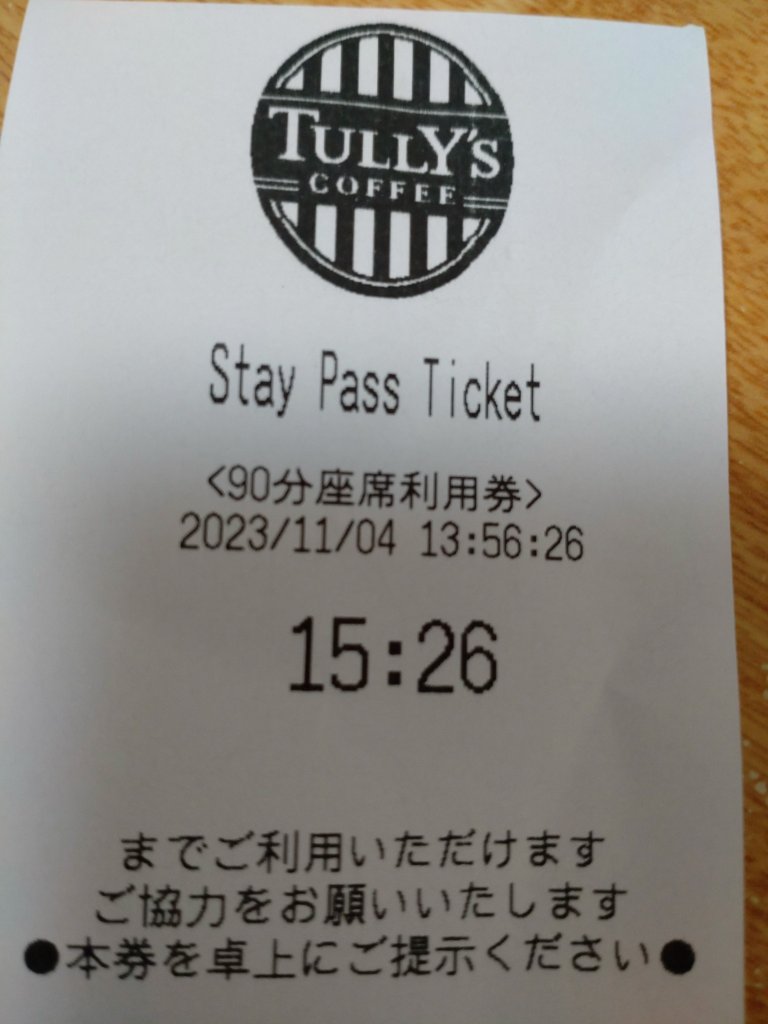 TULLY'S
COFFEE
Stay Pass Ticket
<90分座席利用券>
2023/11/04 13:56:26
15:26
までご利用いただけます
ご協力をお願いいたします
●本券を卓上にご提示ください●